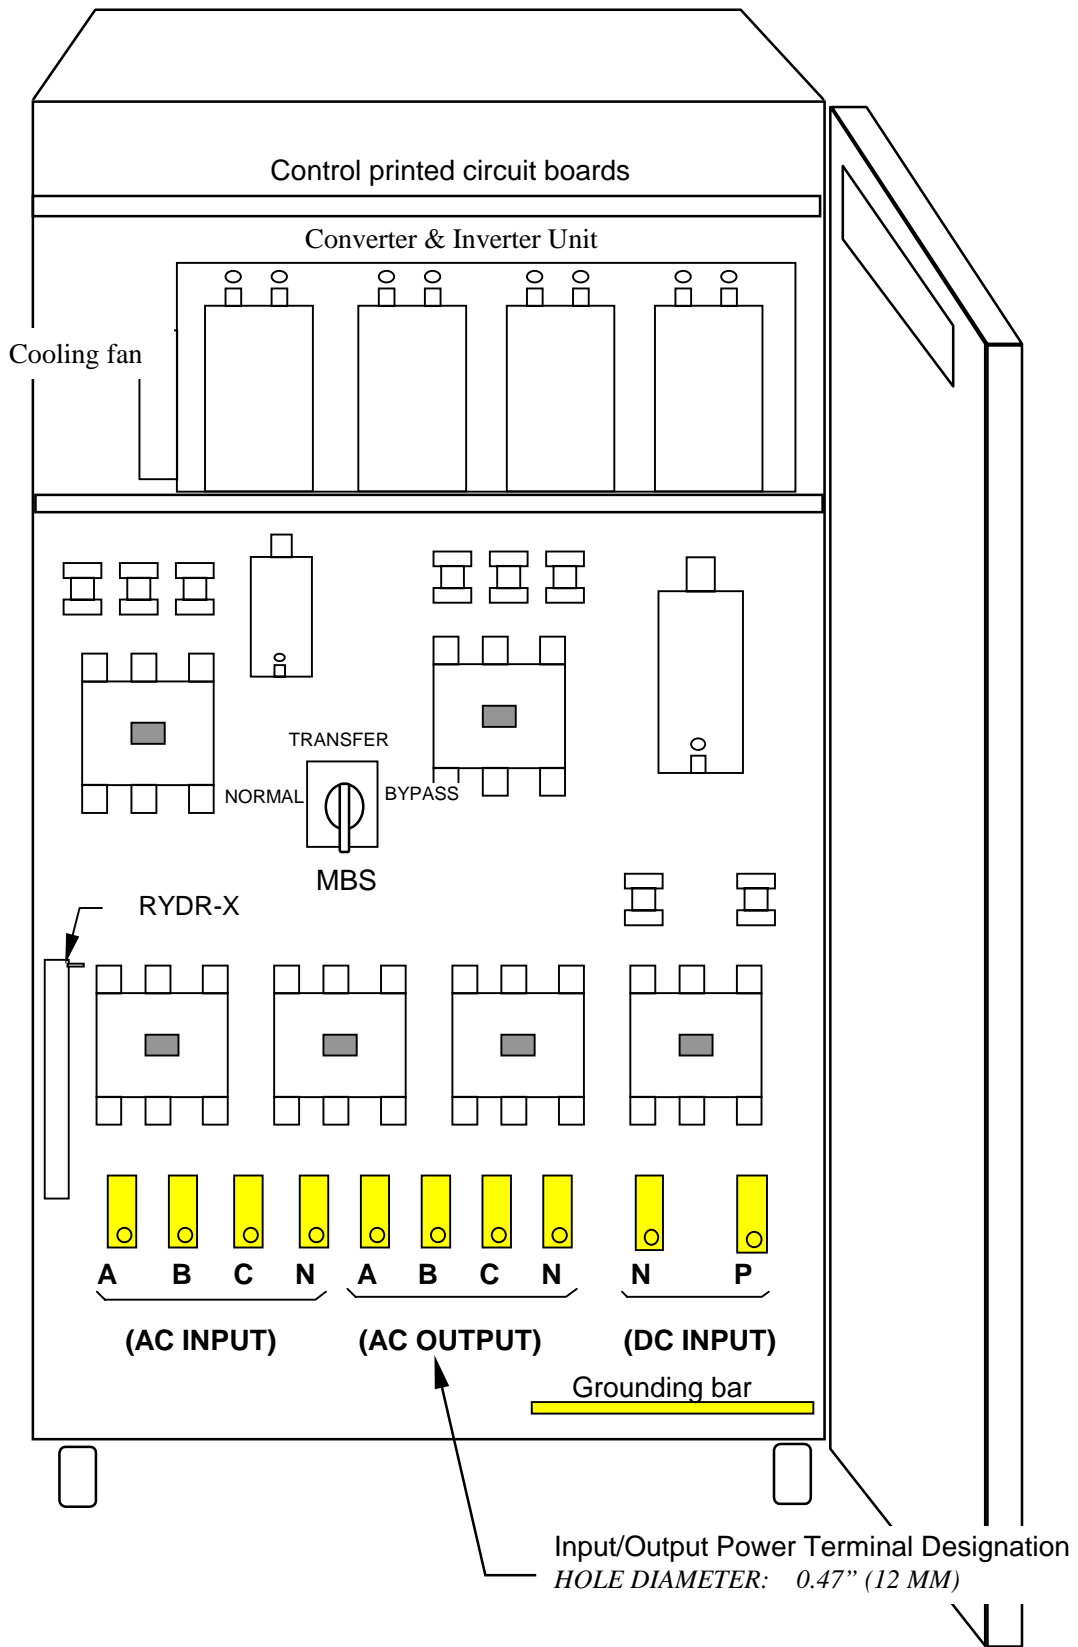 Control printed circuit boards
Converter & Inverter Unit
Cooling fan
TRANSFER
NORMAL
BYPASS
MBS
RYDR-X
A B C N A B C N N P
(AC INPUT) (AC OUTPUT) (DC INPUT)
Grounding bar
Input/Output Power Terminal Designation
HOLE DIAMETER: 0.47” (12 MM)